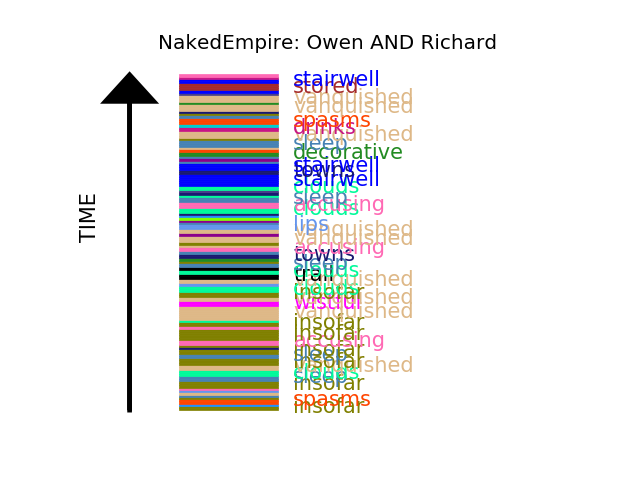 NakedEmpire: Owen AND Richard
TIME
stairwell
stored
vanquished
vanquished
spasms
drinks
vanquished
sleep
decorative
stairwell
towns
stairwell
clouds
sleep
accusing
clouds
lips
vanquished
vanquished
accusing
towns
sleep
clouds
trail
vanquished
insofar
vanquished
wistful
vanquished
insofar
insofar
accusing
insofar
sleep
insofar
vanquished
clouds
sleep
insofar
spasms
insofar